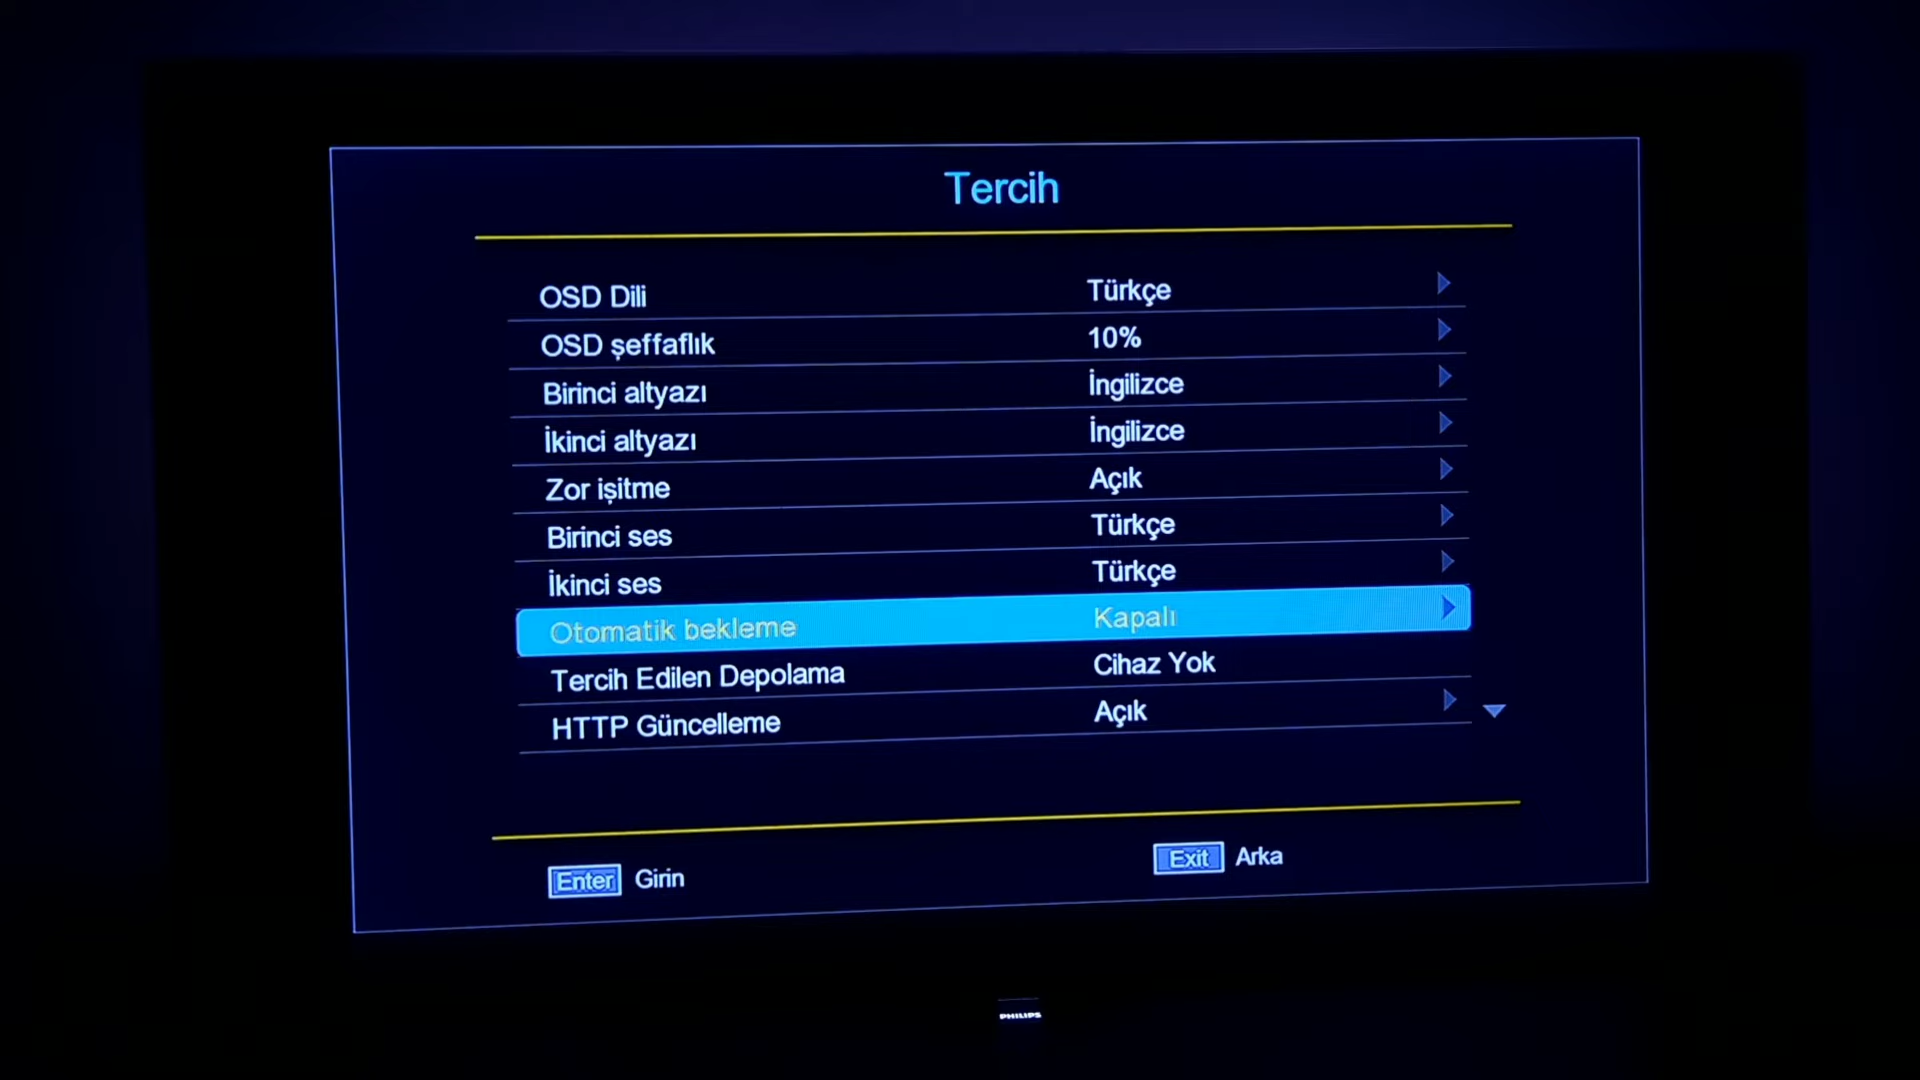 Tercih
OSD Dili Türkçe
OSD şeffaflık 10%
Birinci altyazı İngilizce
İkinci altyazı İngilizce
Zor işitme Açık
Birinci ses Türkçe
İkinci ses Türkçe
Otomatik bekleme Kapalı
Tercih Edilen Depolama Cihaz Yok
HTTP Güncelleme Açık
Enter Girin Exit Arka
PHILIPS